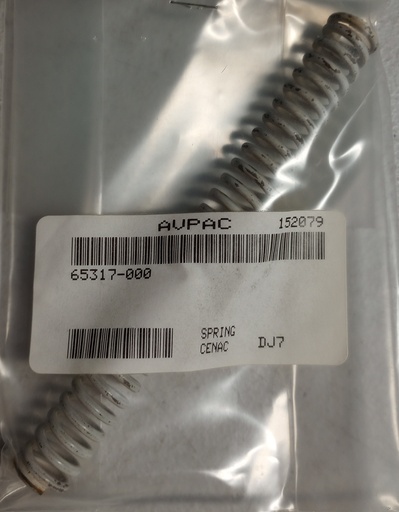 AVPAC 152079
65317-000
SPRING
CENAC DJ7